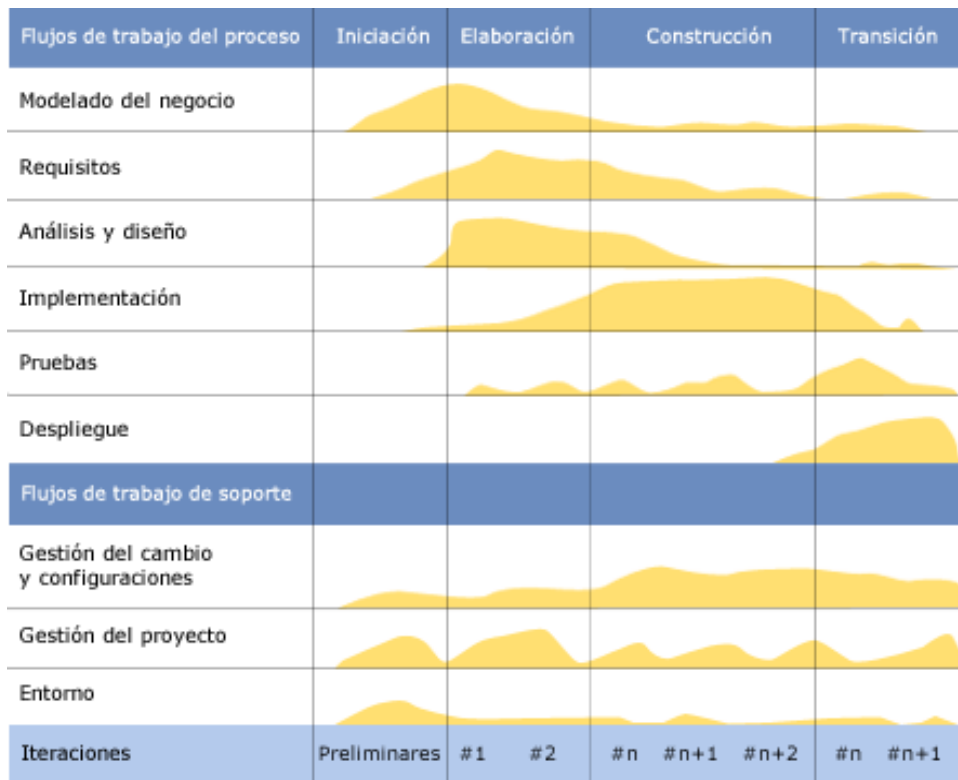 Flujos de trabajo del proceso Iniciación Elaboración Construcción Transición
Modelado del negocio
Requisitos
Análisis y diseño
Implementación
Pruebas
Despliegue
Flujos de trabajo de soporte
Gestión del cambio
y configuraciones
Gestión del proyecto
Entorno
Iteraciones Preliminares #1 #2 #n #n+1 #n+2 #n #n+1